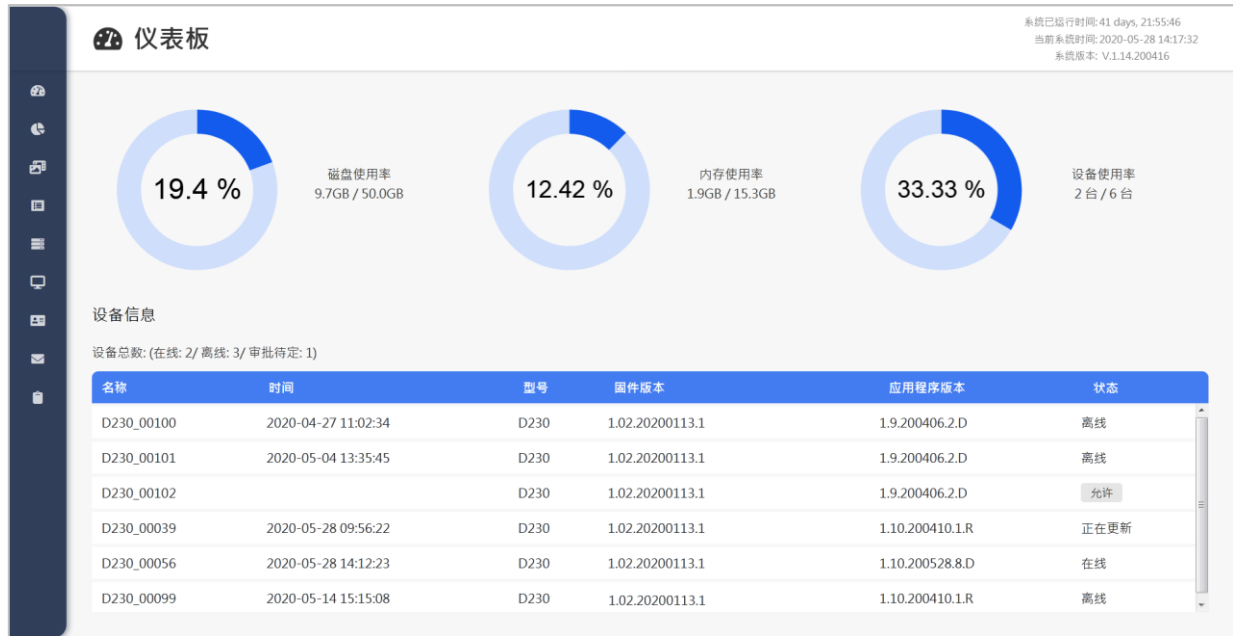 仪表板
系统已运行时间: 41 days, 21:55:46
当前系统时间: 2020-05-28 14:17:32
系统版本: V.1.14.200416
19.4 %
磁盘使用率
9.7GB / 50.0GB
12.42 %
内存使用率
1.9GB / 15.3GB
33.33 %
设备使用率
2 台 / 6 台
设备信息
设备总数: (在线: 2/ 离线: 3/ 审批待定: 1)
名称 时间 型号 固件版本 应用程序版本 状态
D230_00100 2020-04-27 11:02:34 D230 1.02.20200113.1 1.9.200406.2.D 离线
D230_00101 2020-05-04 13:35:45 D230 1.02.20200113.1 1.9.200406.2.D 离线
D230_00102 D230 1.02.20200113.1 1.9.200406.2.D 允许
D230_00039 2020-05-28 09:56:22 D230 1.02.20200113.1 1.10.200410.1.R 正在更新
D230_00056 2020-05-28 14:12:23 D230 1.02.20200113.1 1.10.200528.8.D 在线
D230_00099 2020-05-14 15:15:08 D230 1.02.20200113.1 1.10.200410.1.R 离线